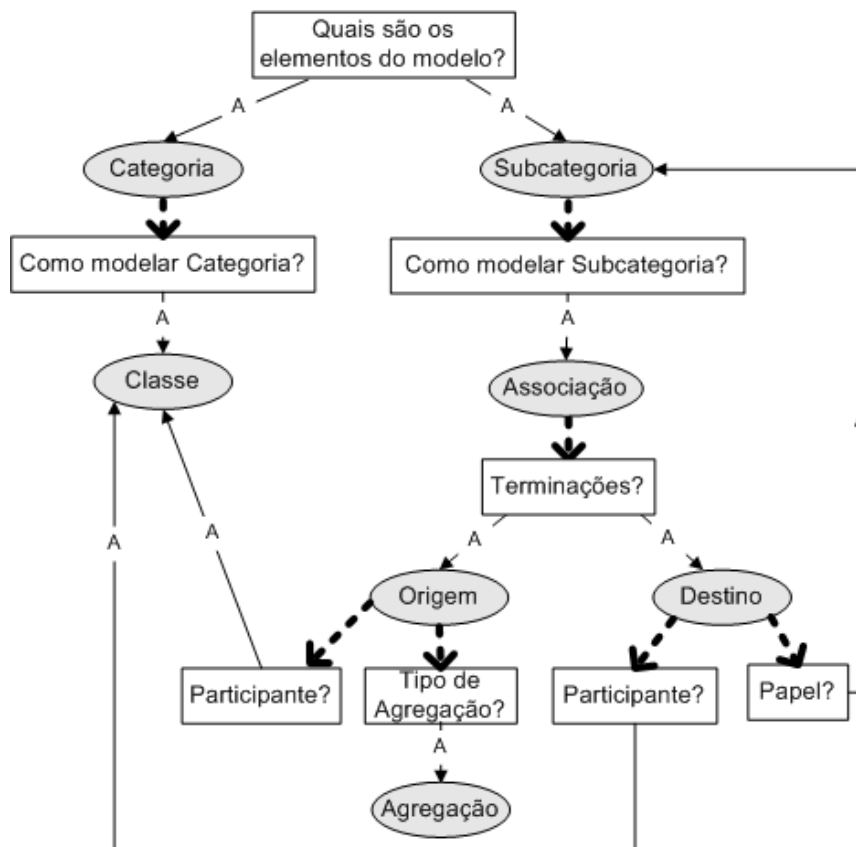 Quais são os
elementos do modelo?
A
A
Categoria
Subcategoria
Como modelar Categoria?
Como modelar Subcategoria?
A
A
Classe
Associação
Terminações?
A
A
A
A
Origem
Destino
Participante?
Tipo de
Agregação?
Participante?
Papel?
A
Agregação